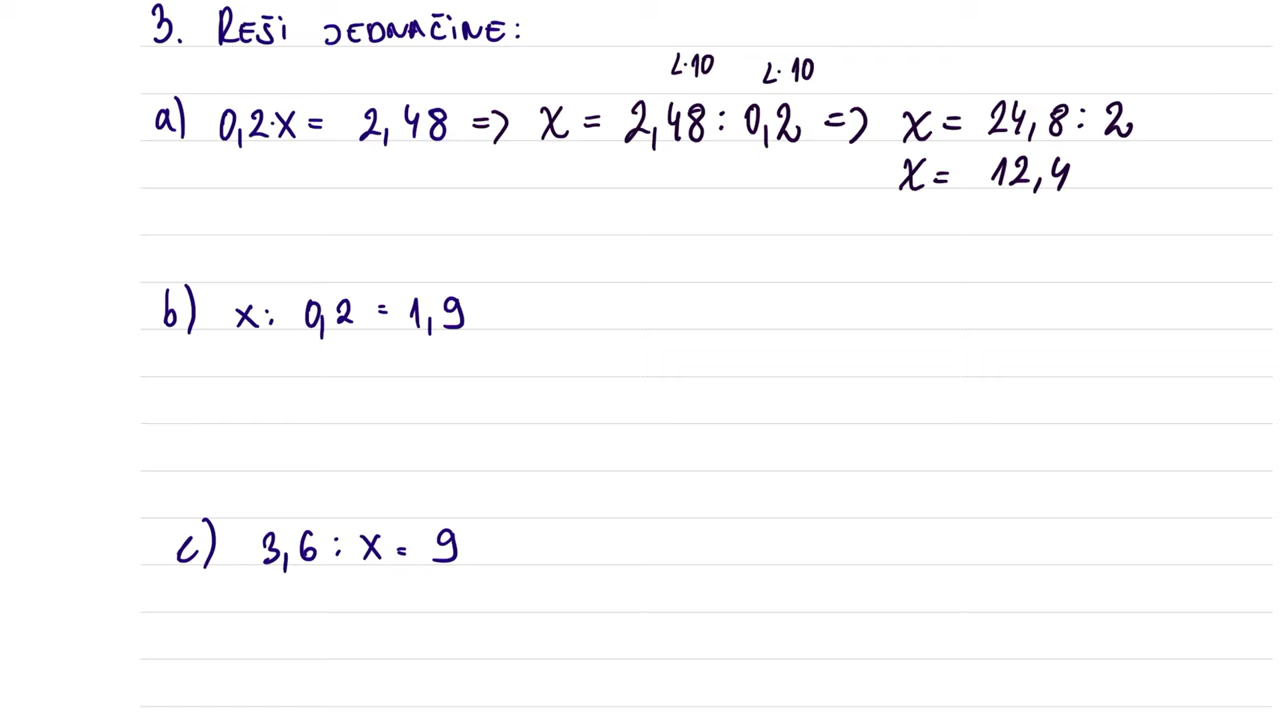 3. REŠI JEDNAČINE:
L·10 L·10
a) 0,2·x = 2,48 => x = 2,48 : 0,2 => x = 24,8 : 2
x = 12,4
b) x : 0,2 = 1,9
c) 3,6 : x = 9